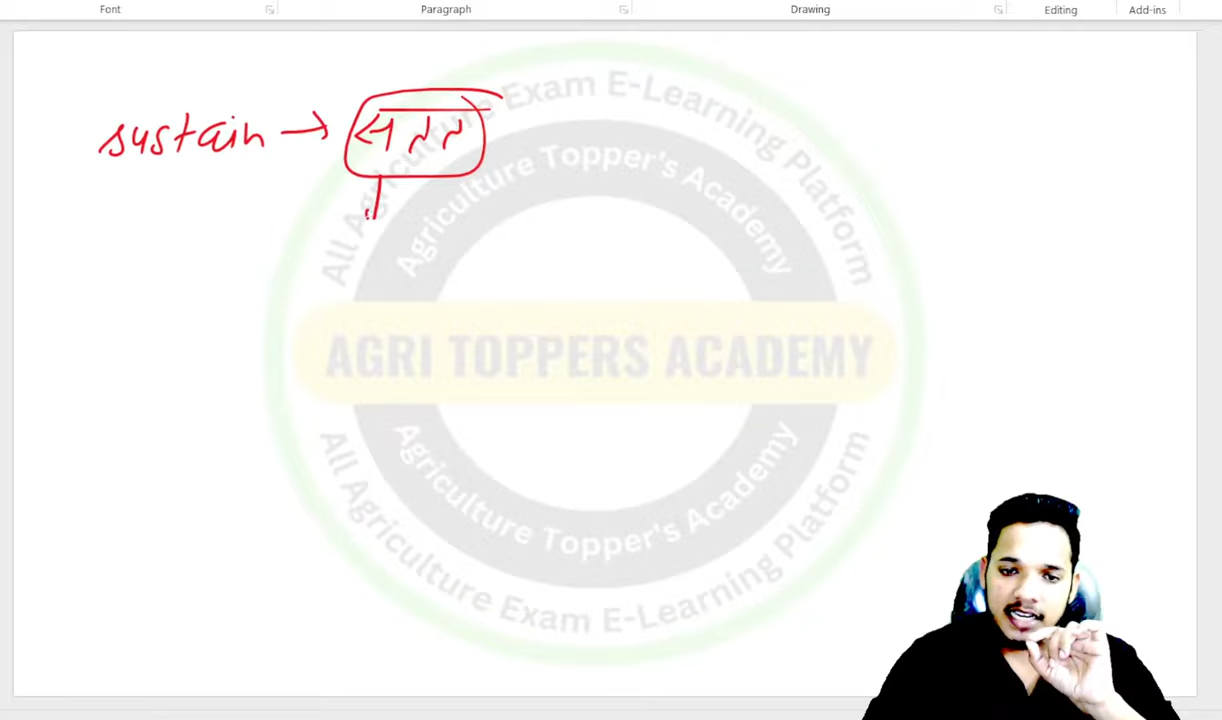 Font Paragraph Drawing Editing Add-ins
sustain → सतत
All Agriculture Exam E-Learning Platform
Agriculture Topper's Academy
AGRI TOPPERS ACADEMY
Agriculture Topper's Academy
All Agriculture Exam E-Learning Platform